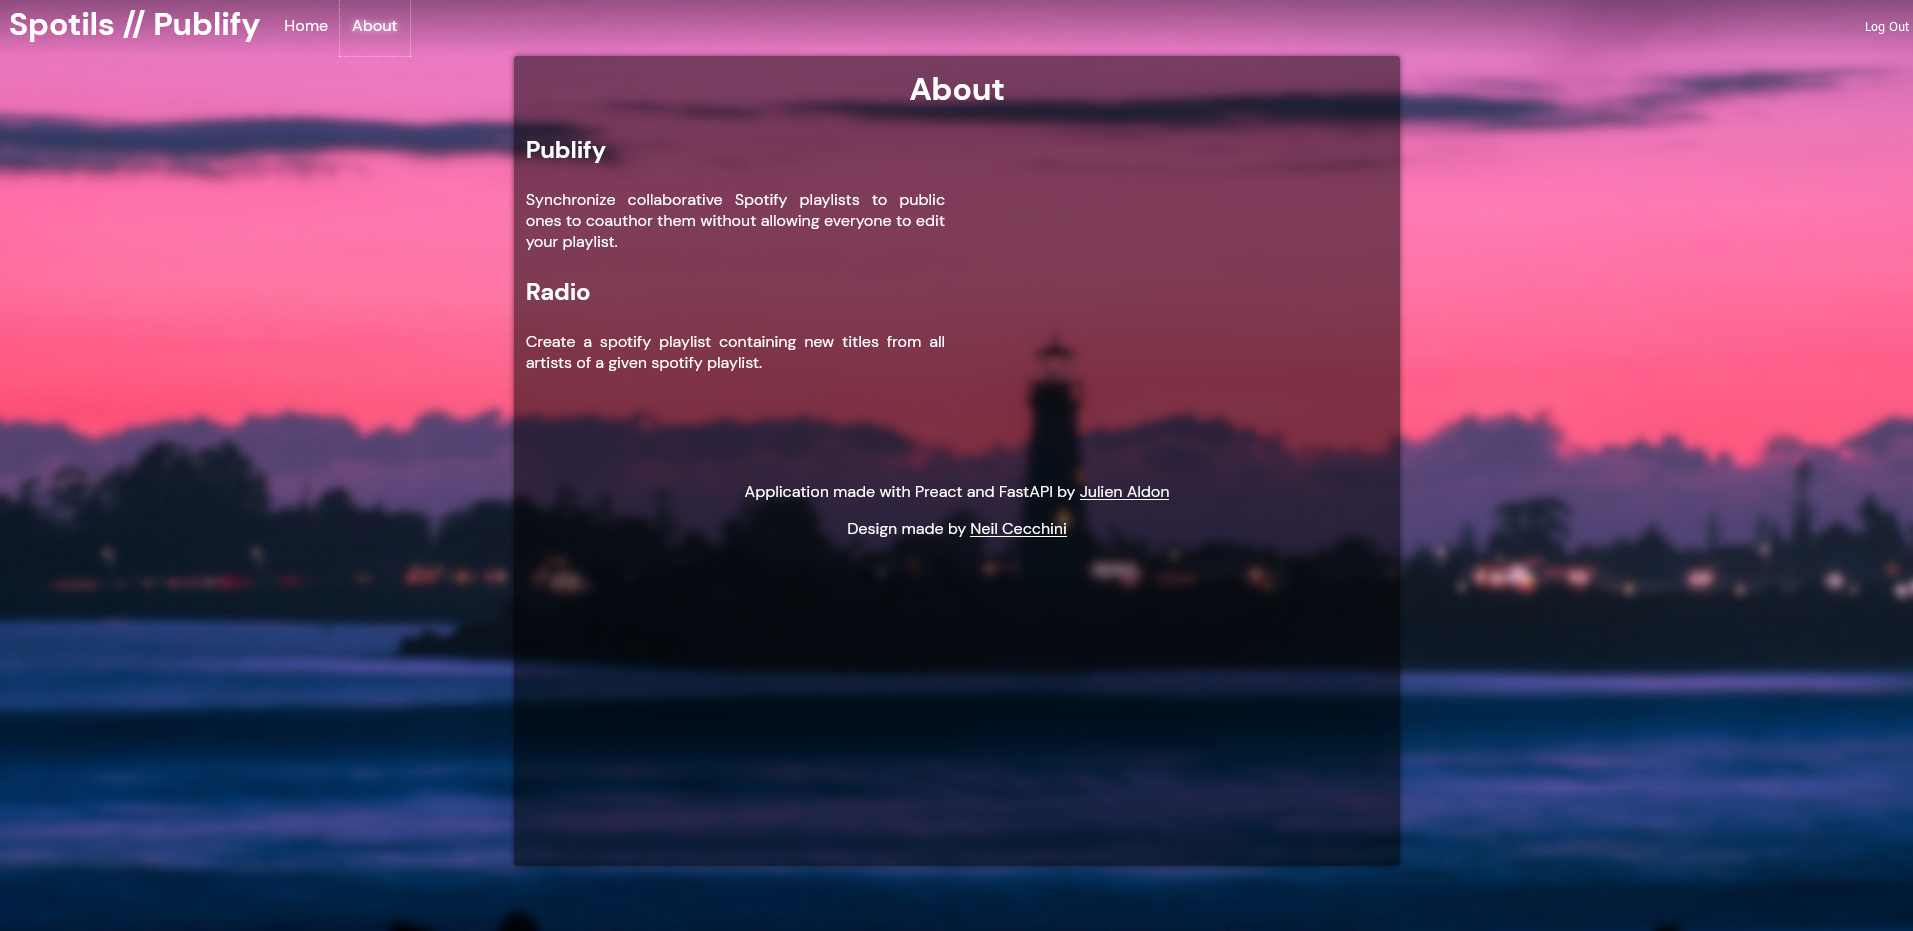 Spotils // Publify Home About Log Out
About
Publify
Synchronize collaborative Spotify playlists to public
ones to coauthor them without allowing everyone to edit
your playlist.
Radio
Create a spotify playlist containing new titles from all
artists of a given spotify playlist.
Application made with Preact and FastAPI by Julien Aldon
Design made by Neil Cecchini